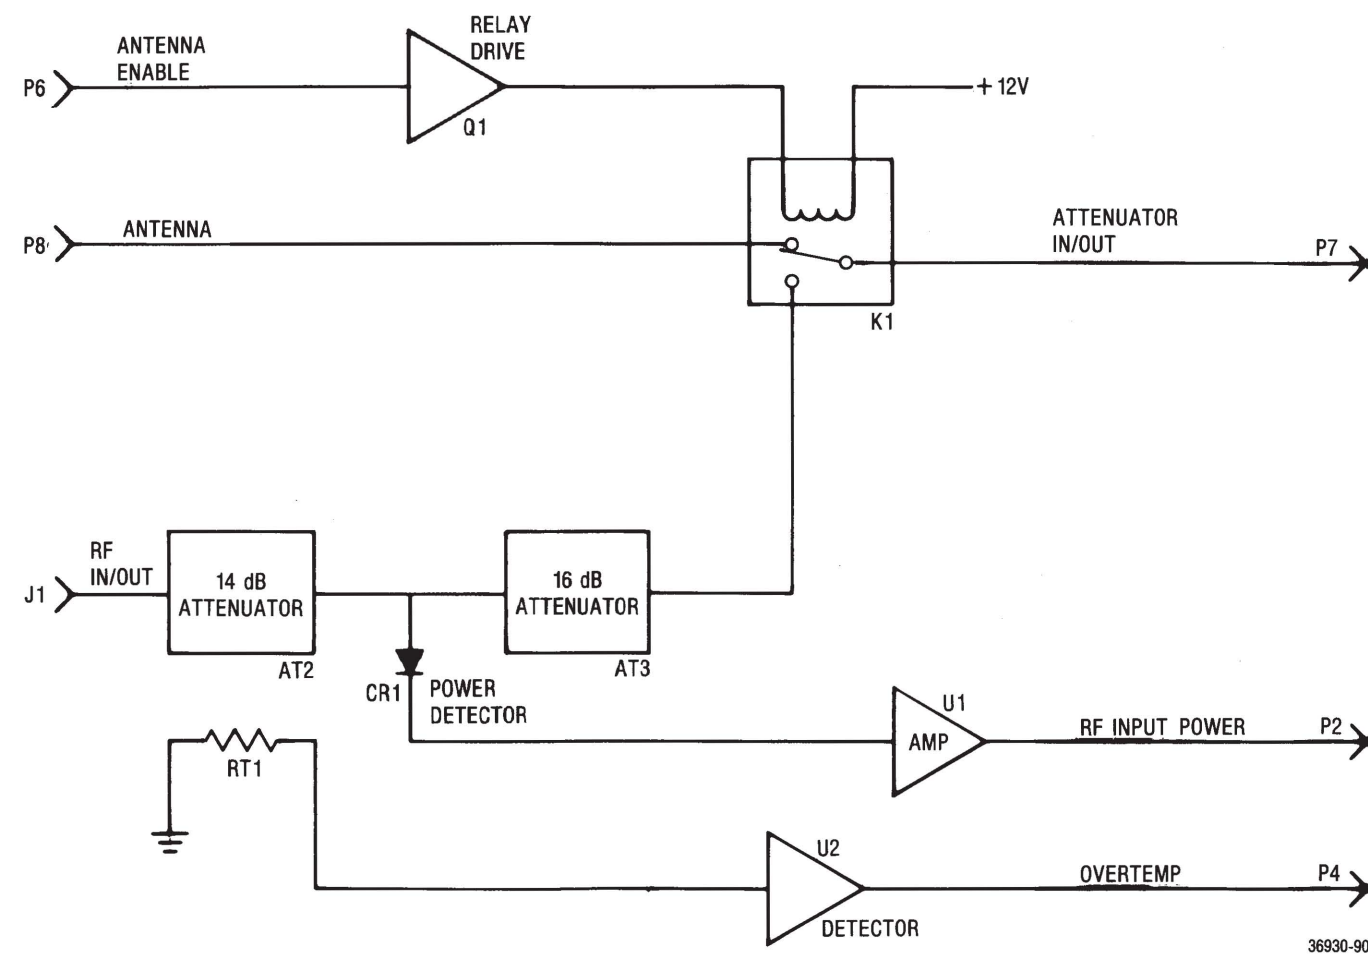 RELAY
DRIVE
ANTENNA
ENABLE
P6
Q1
+12V
P8
ANTENNA
ATTENUATOR
IN/OUT
P7
K1
RF
IN/OUT
J1
14 dB
ATTENUATOR
AT2
16 dB
ATTENUATOR
AT3
CR1
POWER
DETECTOR
U1
AMP
RF INPUT POWER
P2
RT1
U2
OVERTEMP
P4
DETECTOR
36930-90